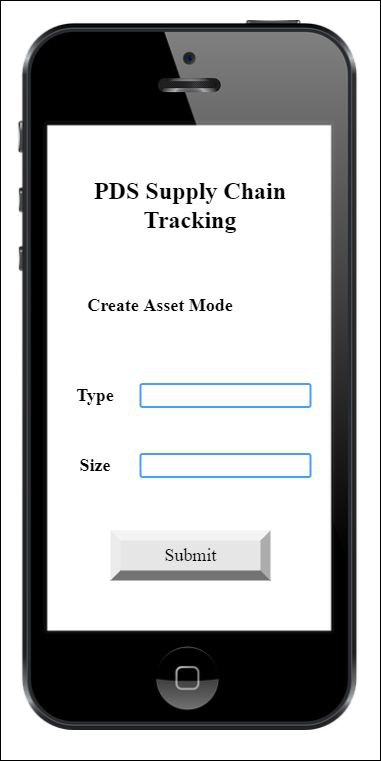 PDS Supply Chain
Tracking
Create Asset Mode
Type
Size
Submit